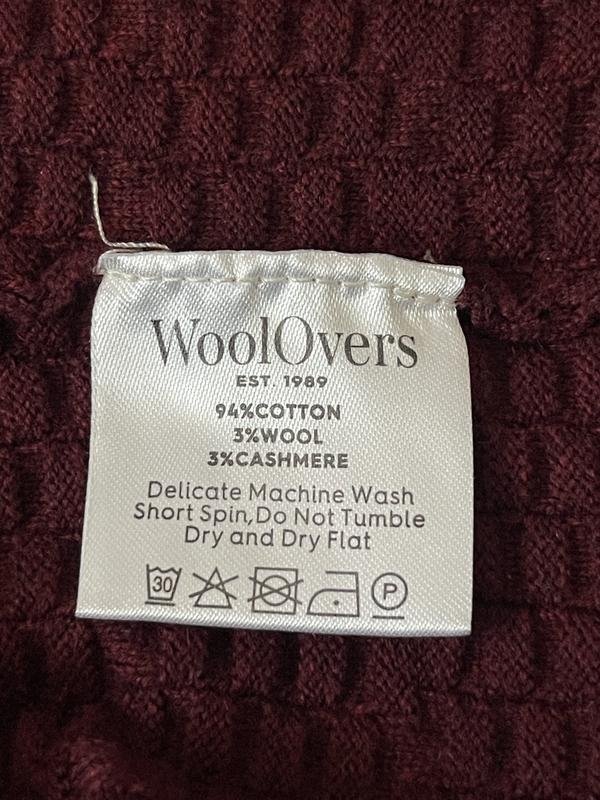 WoolOvers
EST. 1989
94%COTTON
3%WOOL
3%CASHMERE
Delicate Machine Wash
Short Spin,Do Not Tumble
Dry and Dry Flat
30 P